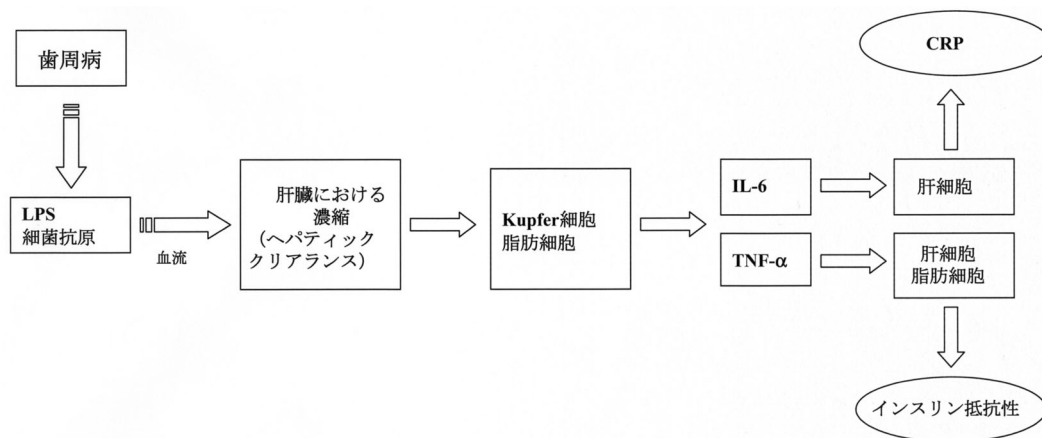 歯周病
LPS
細菌抗原
血流
肝臓における
濃縮
（ヘパティック
クリアランス）
Kupfer細胞
脂肪細胞
IL-6
TNF-α
肝細胞
肝細胞
脂肪細胞
CRP
インスリン抵抗性